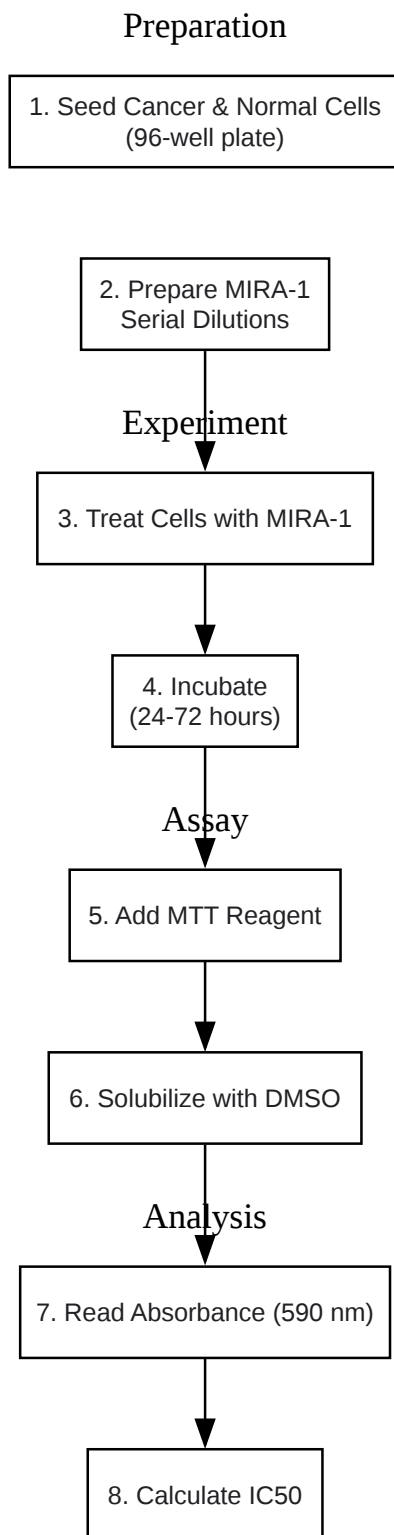 Preparation
1. Seed Cancer & Normal Cells
(96-well plate)
2. Prepare MIRA-1
Serial Dilutions
Experiment
3. Treat Cells with MIRA-1
4. Incubate
(24-72 hours)
Assay
5. Add MTT Reagent
6. Solubilize with DMSO
Analysis
7. Read Absorbance (590 nm)
8. Calculate IC50